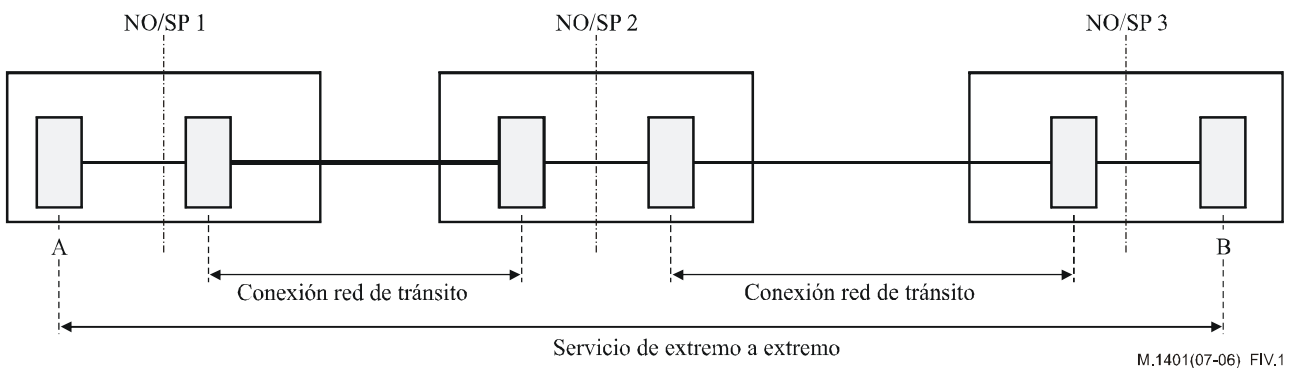 NO/SP 1
NO/SP 2
NO/SP 3
A
B
Conexión red de tránsito
Conexión red de tránsito
Servicio de extremo a extremo
M.1401(07-06) FIV.1